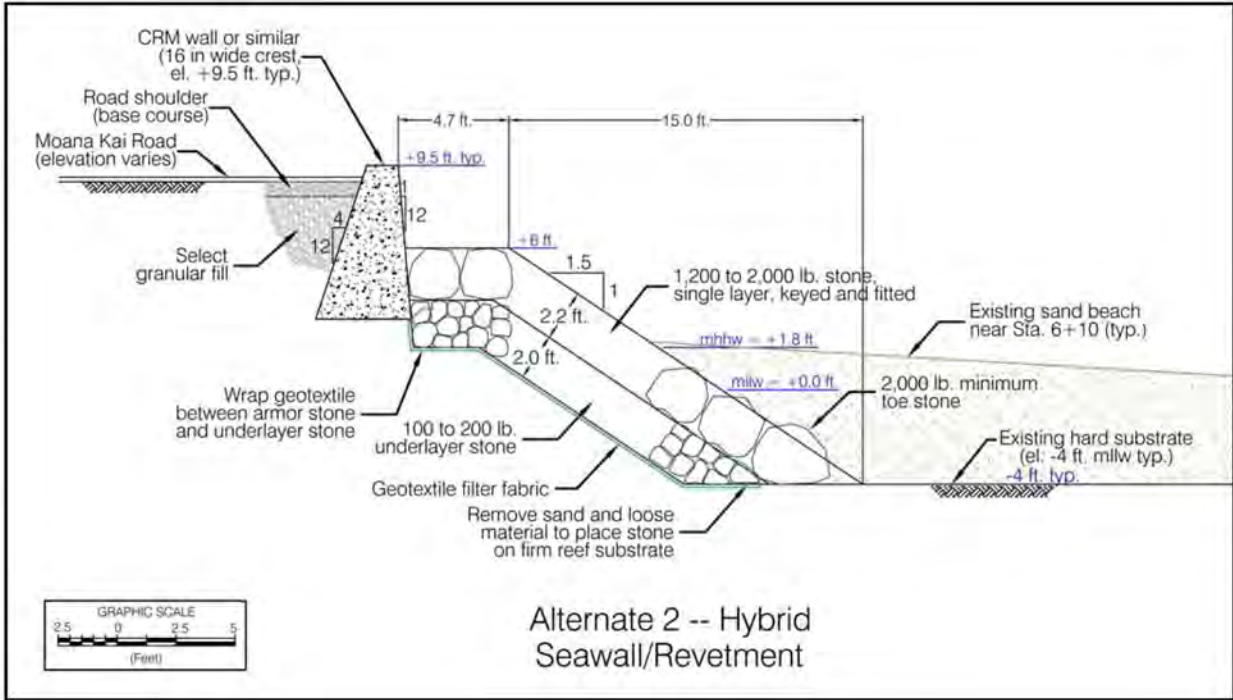 CRM wall or similar
(16 in wide crest,
el. +9.5 ft. typ.)
Road shoulder
(base course)
Moana Kai Road
(elevation varies)
4.7 ft.
15.0 ft.
+9.5 ft. typ.
1
12
4
12
Select
granular fill
+6 ft.
1.5
1
1,200 to 2,000 lb. stone,
single layer, keyed and fitted
2.2 ft.
2.0 ft.
Existing sand beach
near Sta. 6+10 (typ.)
mhhw = +1.8 ft.
mllw = +0.0 ft.
2,000 lb. minimum
toe stone
Wrap geotextile
between armor stone
and underlayer stone
100 to 200 lb.
underlayer stone
Existing hard substrate
(el. -4 ft. mllw typ.)
-4 ft. typ.
Geotextile filter fabric
Remove sand and loose
material to place stone
on firm reef substrate
GRAPHIC SCALE
2.5 0 2.5 5
(Feet)
Alternate 2 -- Hybrid
Seawall/Revetment